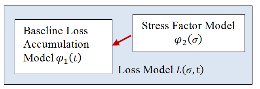 Baseline Loss
Accumulation
Model φ₁(t)
Stress Factor Model
φ₂(σ)
Loss Model L(σ,t)